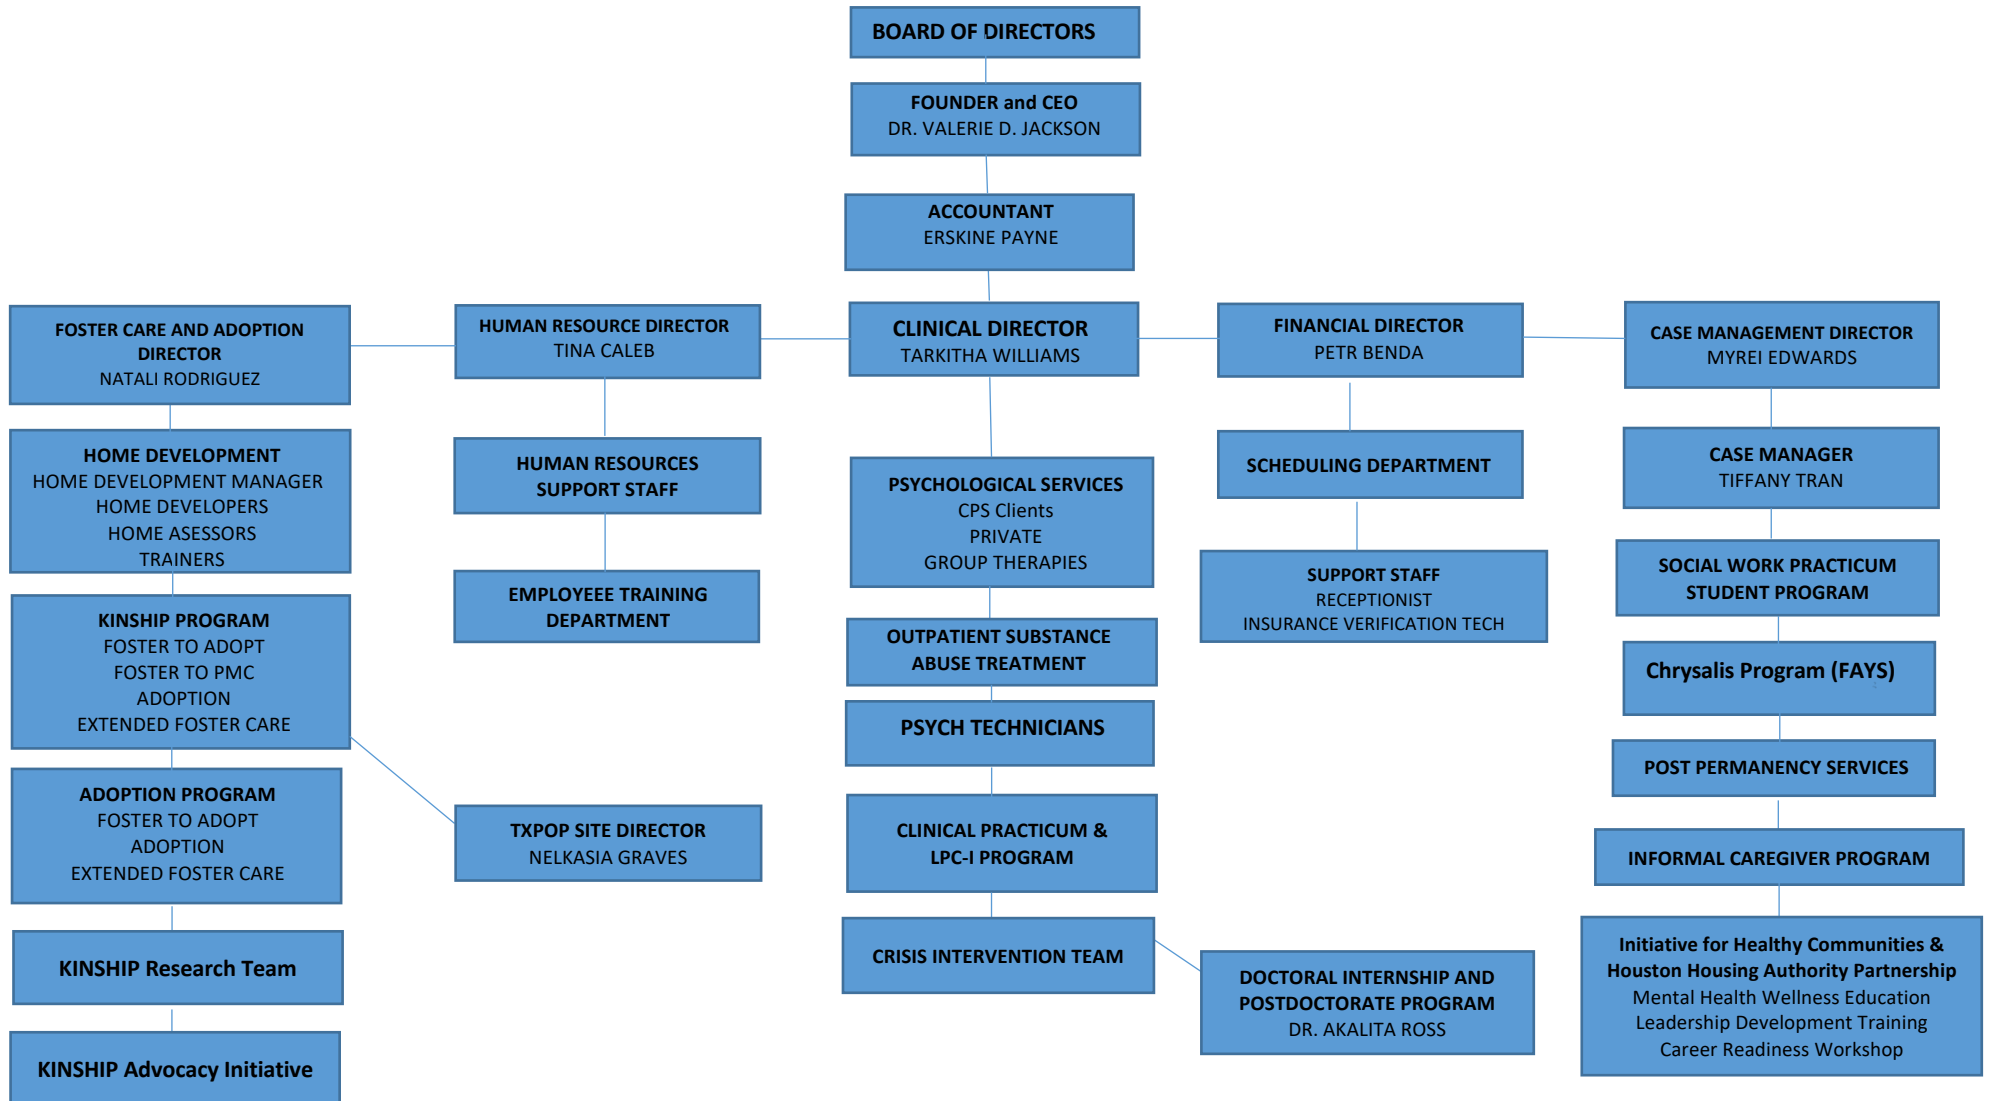 BOARD OF DIRECTORS
FOUNDER and CEO
DR. VALERIE D. JACKSON
ACCOUNTANT
ERSKINE PAYNE
FOSTER CARE AND ADOPTION
DIRECTOR
NATALI RODRIGUEZ
HUMAN RESOURCE DIRECTOR
TINA CALEB
CLINICAL DIRECTOR
TARKITHA WILLIAMS
FINANCIAL DIRECTOR
PETR BENDA
CASE MANAGEMENT DIRECTOR
MYREI EDWARDS
HOME DEVELOPMENT
HOME DEVELOPMENT MANAGER
HOME DEVELOPERS
HOME ASESSORS
TRAINERS
KINSHIP PROGRAM
FOSTER TO ADOPT
FOSTER TO PMC
ADOPTION
EXTENDED FOSTER CARE
ADOPTION PROGRAM
FOSTER TO ADOPT
ADOPTION
EXTENDED FOSTER CARE
KINSHIP Research Team
KINSHIP Advocacy Initiative
HUMAN RESOURCES
SUPPORT STAFF
EMPLOYEEE TRAINING
DEPARTMENT
TXPOP SITE DIRECTOR
NELKASIA GRAVES
PSYCHOLOGICAL SERVICES
CPS Clients
PRIVATE
GROUP THERAPIES
OUTPATIENT SUBSTANCE
ABUSE TREATMENT
PSYCH TECHNICIANS
CLINICAL PRACTICUM &
LPC-I PROGRAM
CRISIS INTERVENTION TEAM
SCHEDULING DEPARTMENT
SUPPORT STAFF
RECEPTIONIST
INSURANCE VERIFICATION TECH
DOCTORAL INTERNSHIP AND
POSTDOCTORATE PROGRAM
DR. AKALITA ROSS
CASE MANAGER
TIFFANY TRAN
SOCIAL WORK PRACTICUM
STUDENT PROGRAM
Chrysalis Program (FAYS)
POST PERMANENCY SERVICES
INFORMAL CAREGIVER PROGRAM
Initiative for Healthy Communities &
Houston Housing Authority Partnership
Mental Health Wellness Education
Leadership Development Training
Career Readiness Workshop